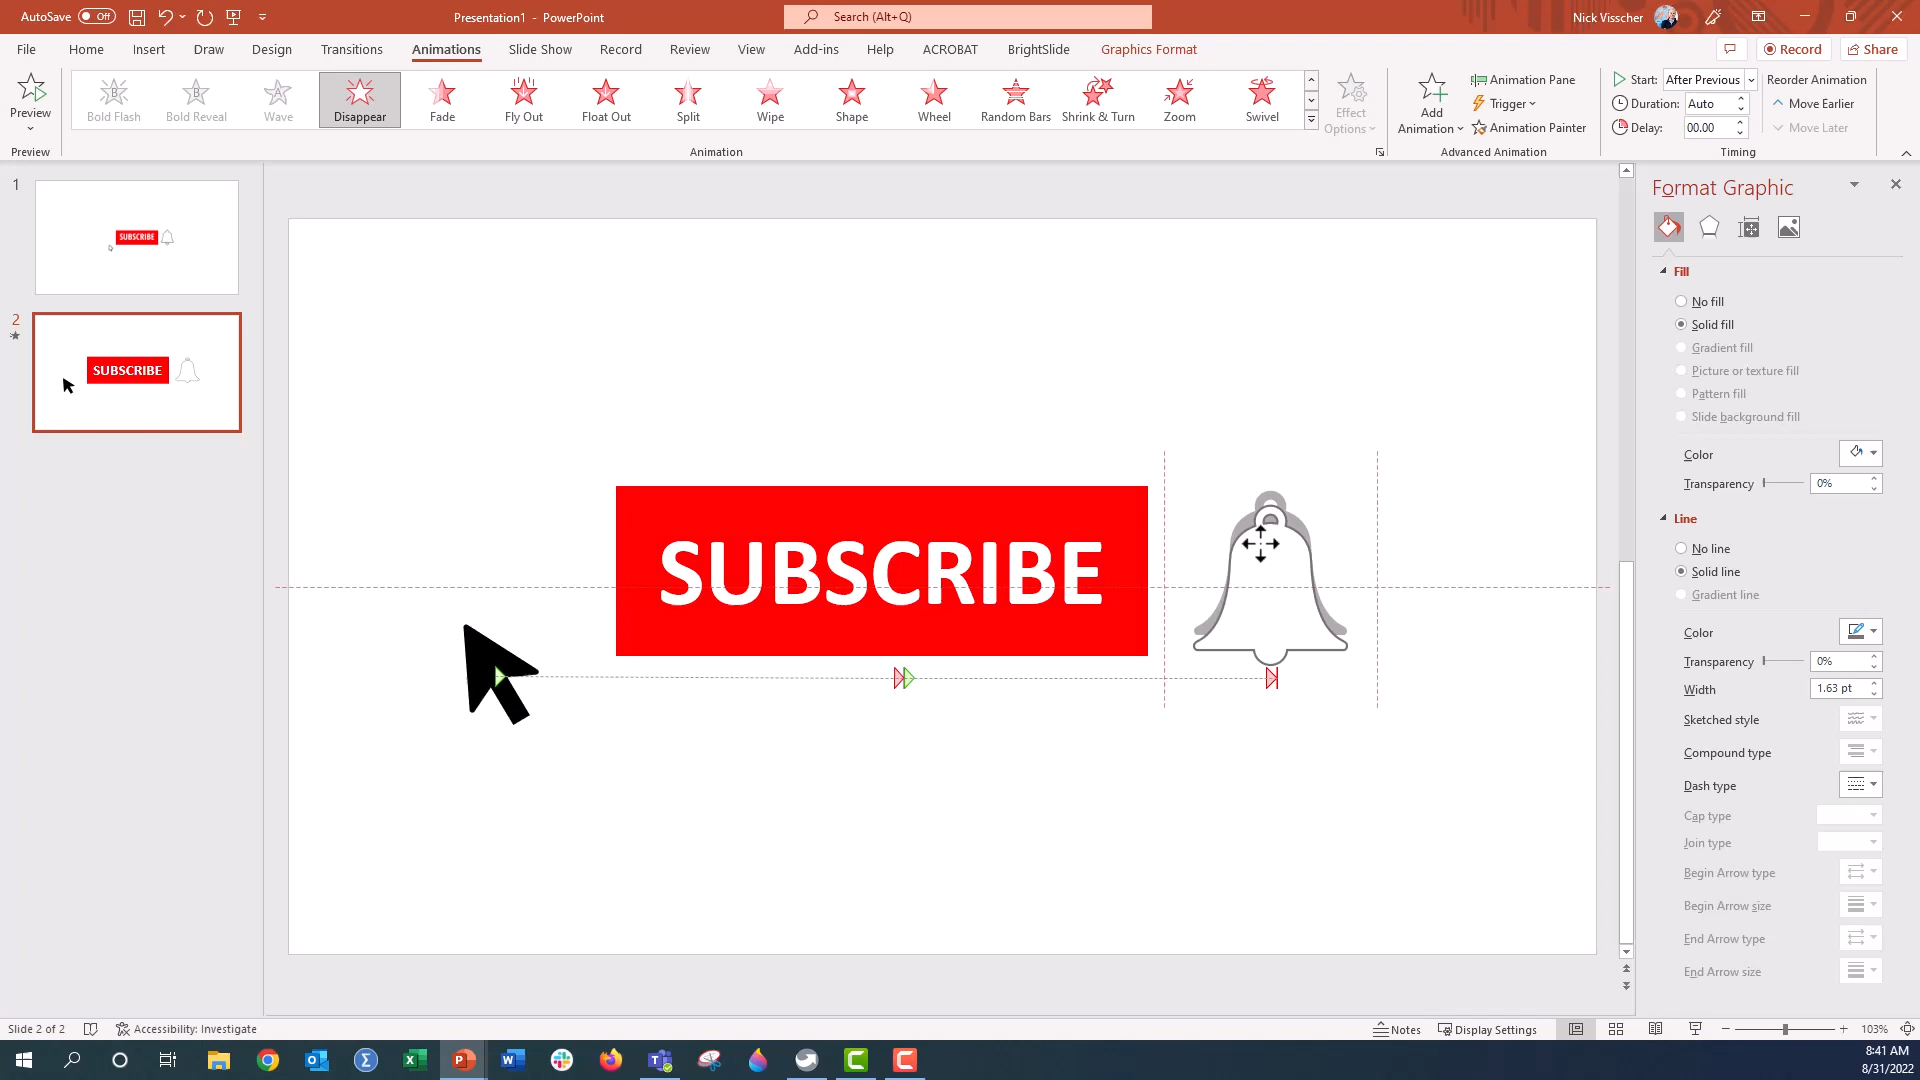 AutoSave Off
Presentation1 - PowerPoint
Search (Alt+Q)
Nick Visscher
File Home Insert Draw Design Transitions Animations Slide Show Record Review View Add-ins Help ACROBAT BrightSlide Graphics Format
Record Share
Preview
Bold Flash Bold Reveal Wave Disappear Fade Fly Out Float Out Split Wipe Shape Wheel Random Bars Shrink & Turn Zoom Swivel
Effect Options
Add Animation
Animation Pane
Trigger
Animation Painter
Start: After Previous
Duration: Auto
Delay: 00.00
Reorder Animation
Move Earlier
Move Later
Preview Animation Advanced Animation Timing
1
SUBSCRIBE
2
SUBSCRIBE
SUBSCRIBE
Format Graphic
Fill
No fill
Solid fill
Gradient fill
Picture or texture fill
Pattern fill
Slide background fill
Color
Transparency 0%
Line
No line
Solid line
Gradient line
Color
Transparency 0%
Width 1.63 pt
Sketched style
Compound type
Dash type
Cap type
Join type
Begin Arrow type
Begin Arrow size
End Arrow type
End Arrow size
Slide 2 of 2
Accessibility: Investigate
Notes
Display Settings
103%
8:41 AM
8/31/2022